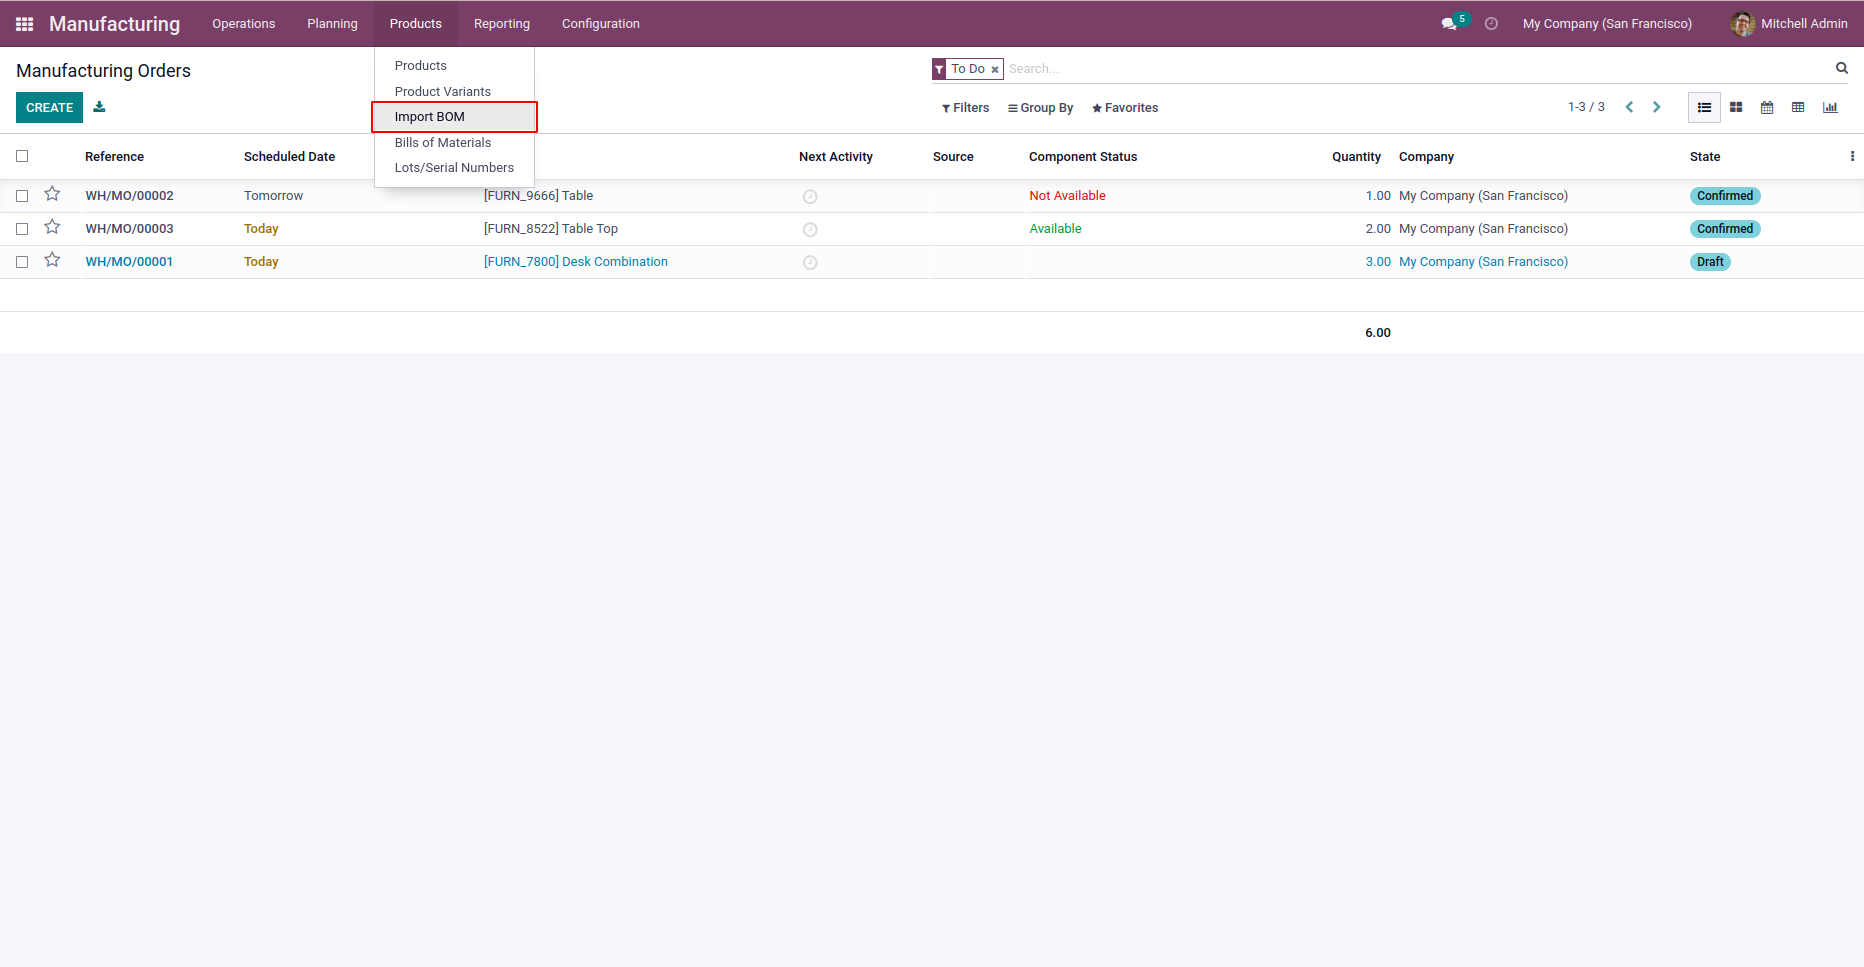 Manufacturing Operations Planning Products Reporting Configuration 5 My Company (San Francisco) Mitchell Admin
Manufacturing Orders
To Do × Search...
CREATE
Filters Group By Favorites 1-3 / 3
Products
Product Variants
Import BOM
Bills of Materials
Lots/Serial Numbers
Reference Scheduled Date Next Activity Source Component Status Quantity Company State
WH/MO/00002 Tomorrow [FURN_9666] Table Not Available 1.00 My Company (San Francisco) Confirmed
WH/MO/00003 Today [FURN_8522] Table Top Available 2.00 My Company (San Francisco) Confirmed
WH/MO/00001 Today [FURN_7800] Desk Combination 3.00 My Company (San Francisco) Draft
6.00